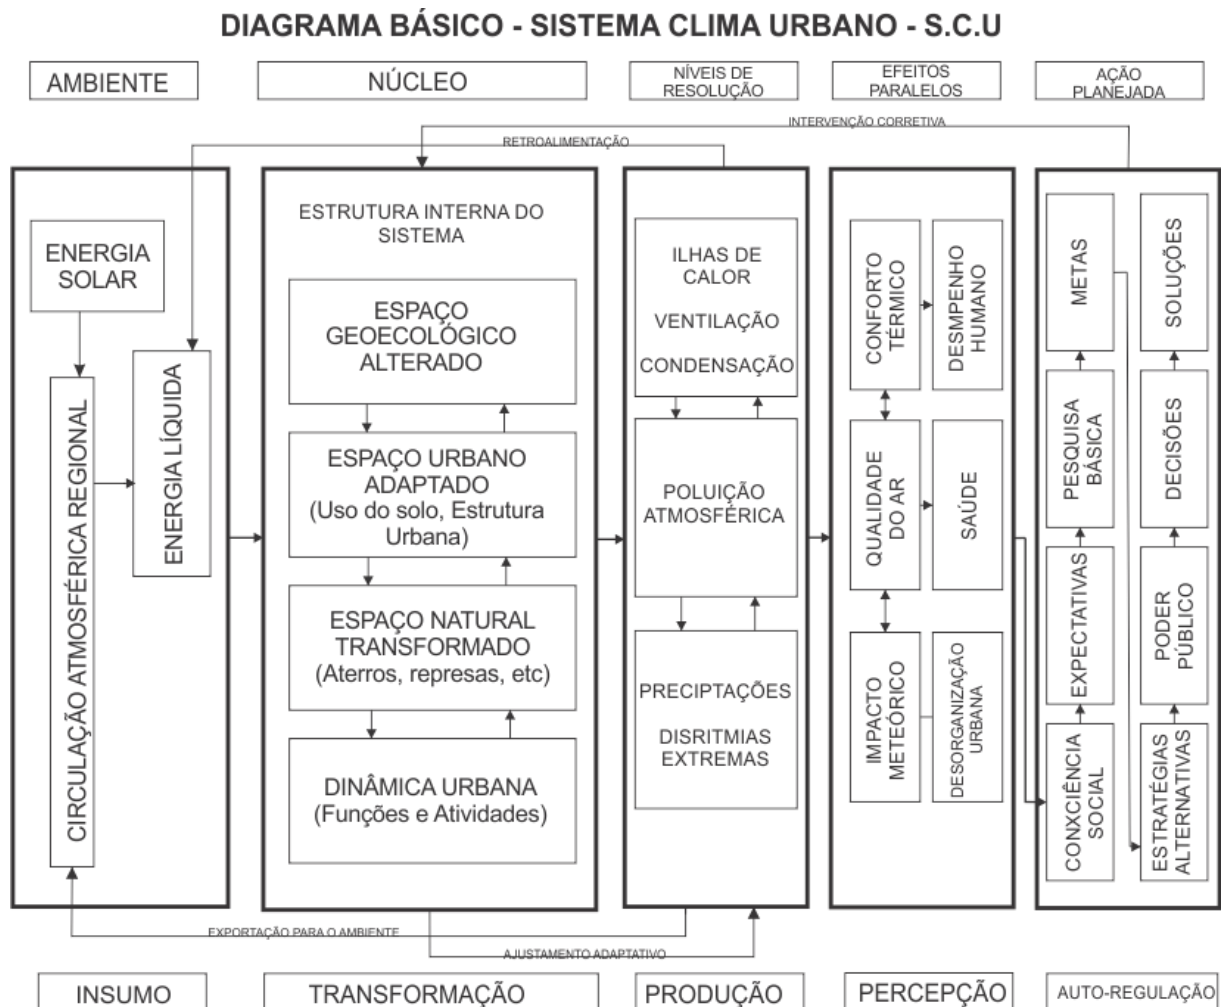 DIAGRAMA BÁSICO - SISTEMA CLIMA URBANO - S.C.U
AMBIENTE
NÚCLEO
NÍVEIS DE
RESOLUÇÃO
EFEITOS
PARALELOS
AÇÃO
PLANEJADA
INTERVENÇÃO CORRETIVA
RETROALIMENTAÇÃO
ENERGIA
SOLAR
CIRCULAÇÃO ATMOSFÉRICA REGIONAL
ENERGIA LÍQUIDA
ESTRUTURA INTERNA DO
SISTEMA
ESPAÇO
GEOECOLÓGICO
ALTERADO
ESPAÇO URBANO
ADAPTADO
(Uso do solo, Estrutura
Urbana)
ESPAÇO NATURAL
TRANSFORMADO
(Aterros, represas, etc)
DINÂMICA URBANA
(Funções e Atividades)
ILHAS DE
CALOR
VENTILAÇÃO
CONDENSAÇÃO
POLUIÇÃO
ATMOSFÉRICA
PRECIPTAÇÕES
DISRITMIAS
EXTREMAS
CONFORTO
TÉRMICO
DESMPENHO
HUMANO
QUALIDADE
DO AR
SAÚDE
IMPACTO
METEÓRICO
DESORGANIZAÇÃO
URBANA
METAS
PESQUISA
BÁSICA
EXPECTATIVAS
CONXCIÊNCIA
SOCIAL
SOLUÇÕES
DECISÕES
PODER
PÚBLICO
ESTRATÉGIAS
ALTERNATIVAS
EXPORTAÇÃO PARA O AMBIENTE
AJUSTAMENTO ADAPTATIVO
INSUMO
TRANSFORMAÇÃO
PRODUÇÃO
PERCEPÇÃO
AUTO-REGULAÇÃO